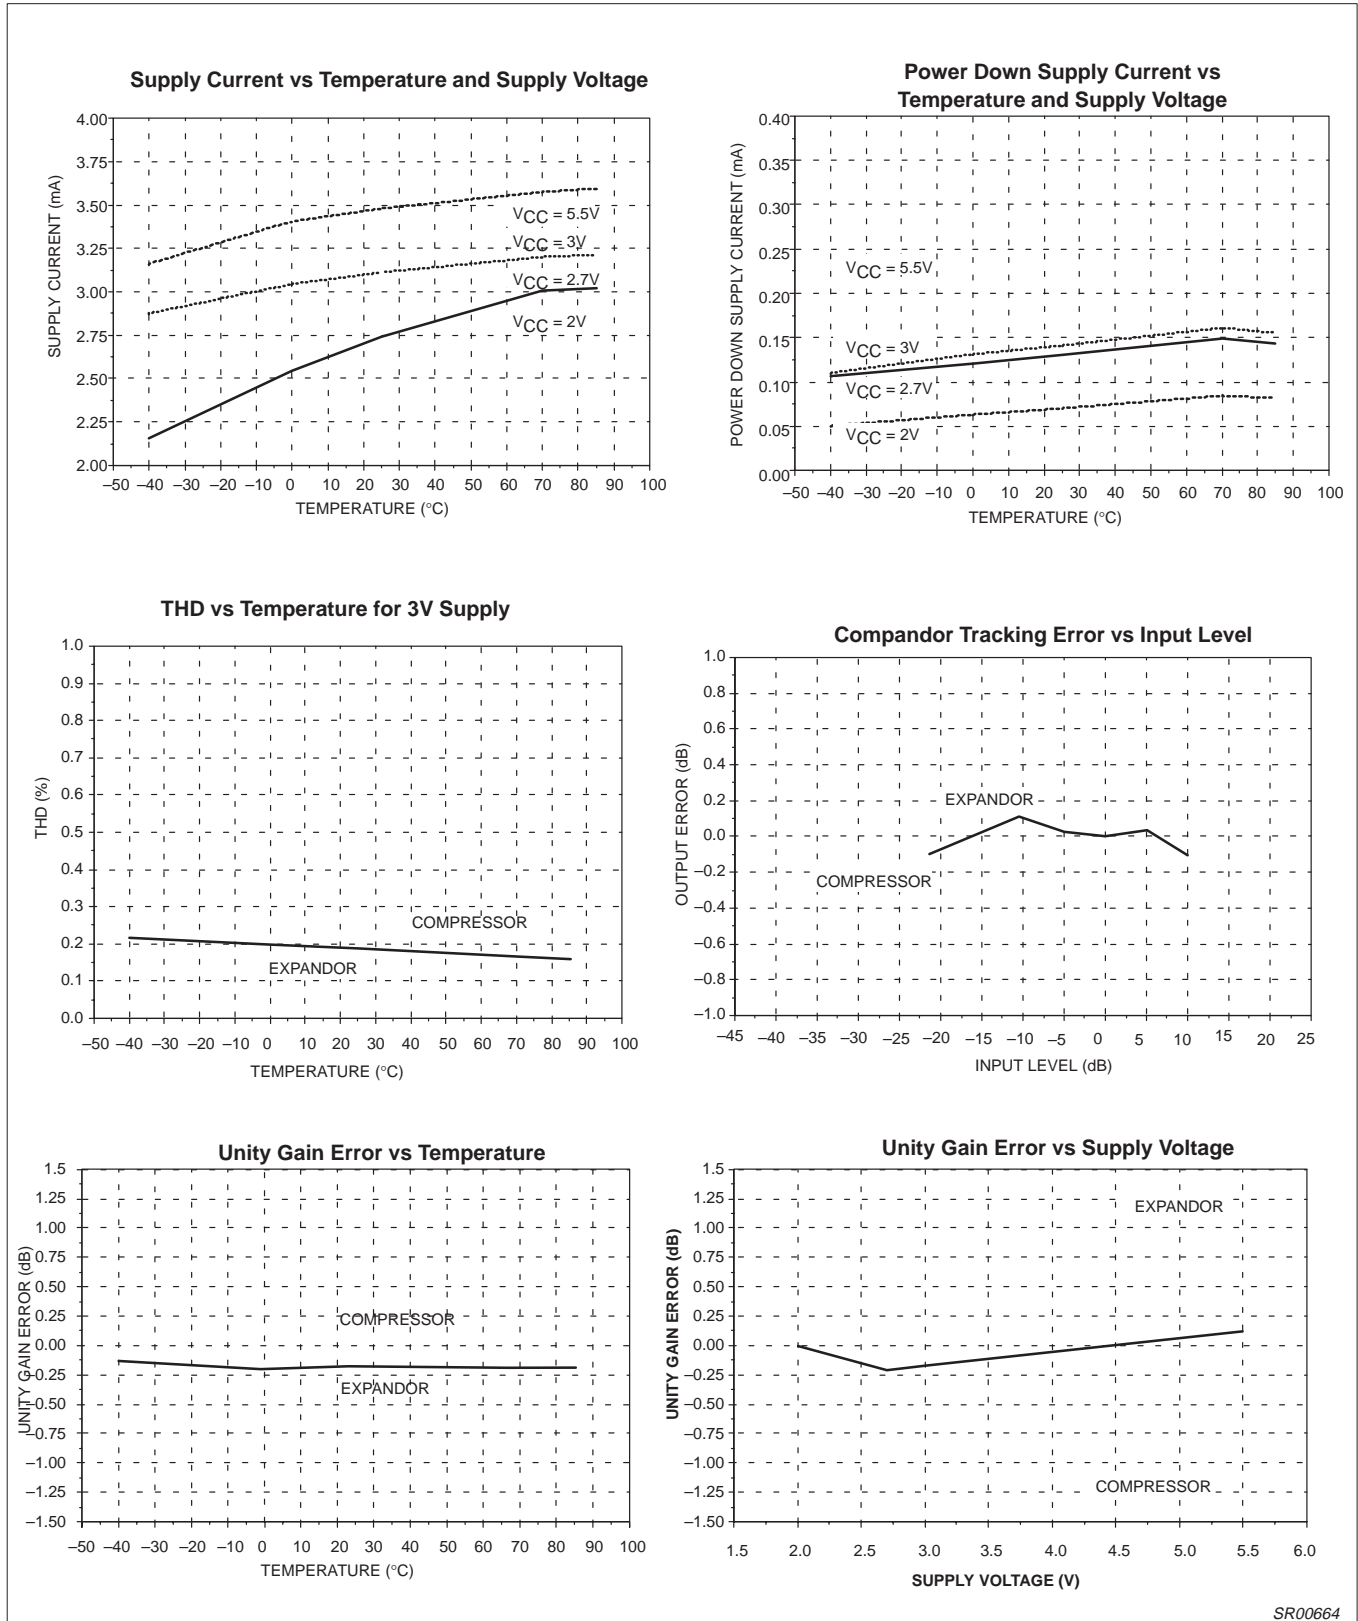 Supply Current vs Temperature and Supply Voltage
4.00
3.75
3.50
3.25
3.00
2.75
2.50
2.25
2.00
SUPPLY CURRENT (mA)
VCC = 5.5V
VCC = 3V
VCC = 2.7V
VCC = 2V
–50 –40 –30 –20 –10 0 10 20 30 40 50 60 70 80 90 100
TEMPERATURE (°C)
Power Down Supply Current vs
Temperature and Supply Voltage
0.40
0.35
0.30
0.25
0.20
0.15
0.10
0.05
0.00
POWER DOWN SUPPLY CURRENT (mA)
VCC = 5.5V
VCC = 3V
VCC = 2.7V
VCC = 2V
–50 –40 –30 –20 –10 0 10 20 30 40 50 60 70 80 90 100
TEMPERATURE (°C)
THD vs Temperature for 3V Supply
1.0
0.9
0.8
0.7
0.6
0.5
0.4
0.3
0.2
0.1
0.0
THD (%)
COMPRESSOR
EXPANDOR
–50 –40 –30 –20 –10 0 10 20 30 40 50 60 70 80 90 100
TEMPERATURE (°C)
Compandor Tracking Error vs Input Level
1.0
0.8
0.6
0.4
0.2
0.0
–0.2
–0.4
–0.6
–0.8
–1.0
OUTPUT ERROR (dB)
EXPANDOR
COMPRESSOR
–45 –40 –35 –30 –25 –20 –15 –10 –5 0 5 10 15 20 25
INPUT LEVEL (dB)
Unity Gain Error vs Temperature
1.5
1.25
1.00
0.75
0.50
0.25
0.00
–0.25
–0.50
–0.75
–1.00
–1.25
–1.50
UNITY GAIN ERROR (dB)
COMPRESSOR
EXPANDOR
–50 –40 –30 –20 –10 0 10 20 30 40 50 60 70 80 90 100
TEMPERATURE (°C)
Unity Gain Error vs Supply Voltage
1.5
1.25
1.00
0.75
0.50
0.25
0.00
–0.25
–0.50
–0.75
–1.00
–1.25
–1.50
UNITY GAIN ERROR (dB)
EXPANDOR
COMPRESSOR
1.5 2.0 2.5 3.0 3.5 4.0 4.5 5.0 5.5 6.0
SUPPLY VOLTAGE (V)
SR00664